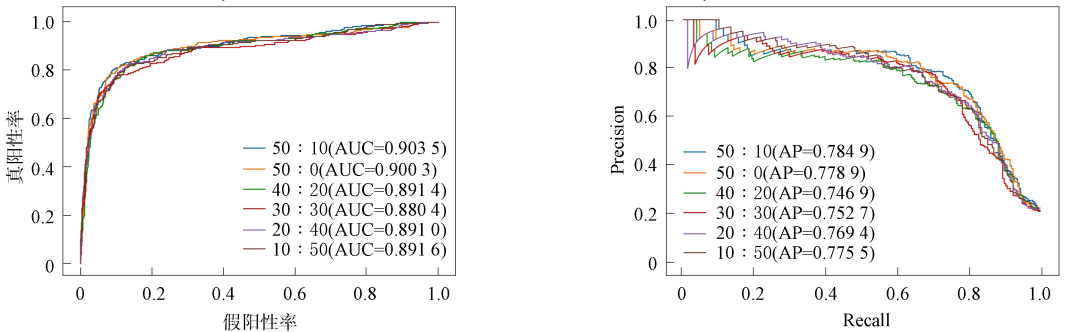 1.0
0.8
0.6
0.4
0.2
0
真阳性率
50：10(AUC=0.903 5)
50：0(AUC=0.900 3)
40：20(AUC=0.891 4)
30：30(AUC=0.880 4)
20：40(AUC=0.891 0)
10：50(AUC=0.891 6)
0 0.2 0.4 0.6 0.8 1.0
假阳性率
1.0
0.8
0.6
0.4
0.2
0
Precision
50：10(AP=0.784 9)
50：0(AP=0.778 9)
40：20(AP=0.746 9)
30：30(AP=0.752 7)
20：40(AP=0.769 4)
10：50(AP=0.775 5)
0 0.2 0.4 0.6 0.8 1.0
Recall